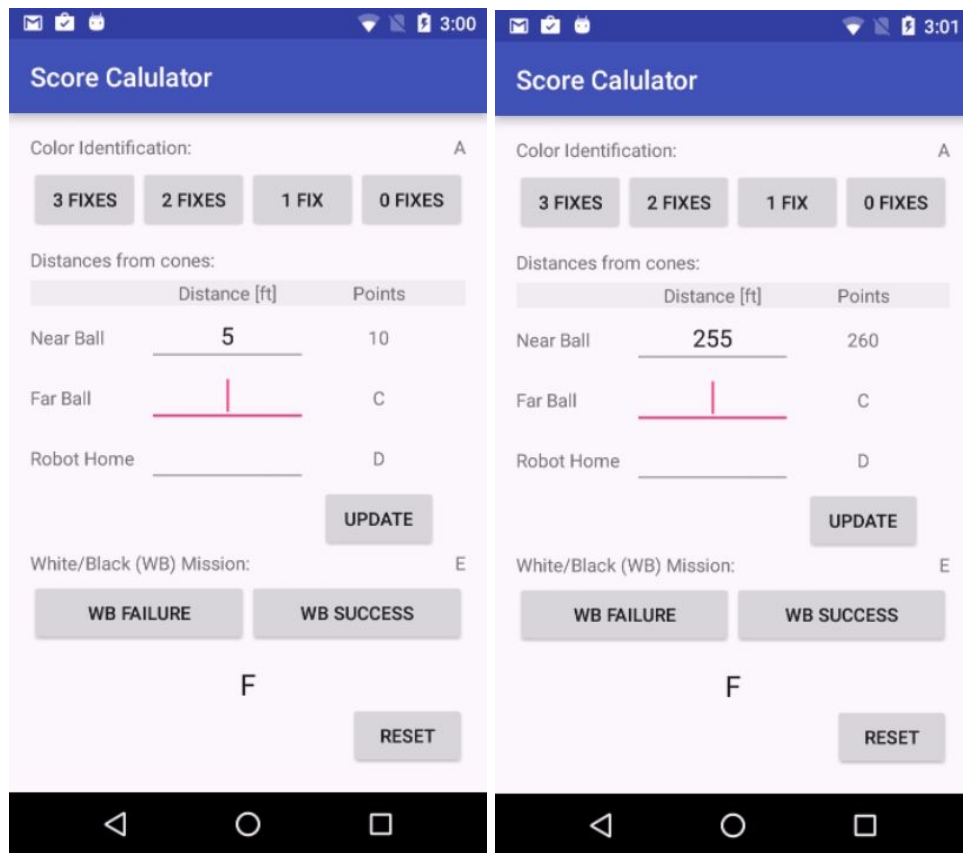 3:00
Score Calulator
Color Identification: A
3 FIXES 2 FIXES 1 FIX 0 FIXES
Distances from cones:
Distance [ft] Points
Near Ball 5 10
Far Ball C
Robot Home D
UPDATE
White/Black (WB) Mission: E
WB FAILURE WB SUCCESS
F
RESET
3:01
Score Calulator
Color Identification: A
3 FIXES 2 FIXES 1 FIX 0 FIXES
Distances from cones:
Distance [ft] Points
Near Ball 255 260
Far Ball C
Robot Home D
UPDATE
White/Black (WB) Mission: E
WB FAILURE WB SUCCESS
F
RESET